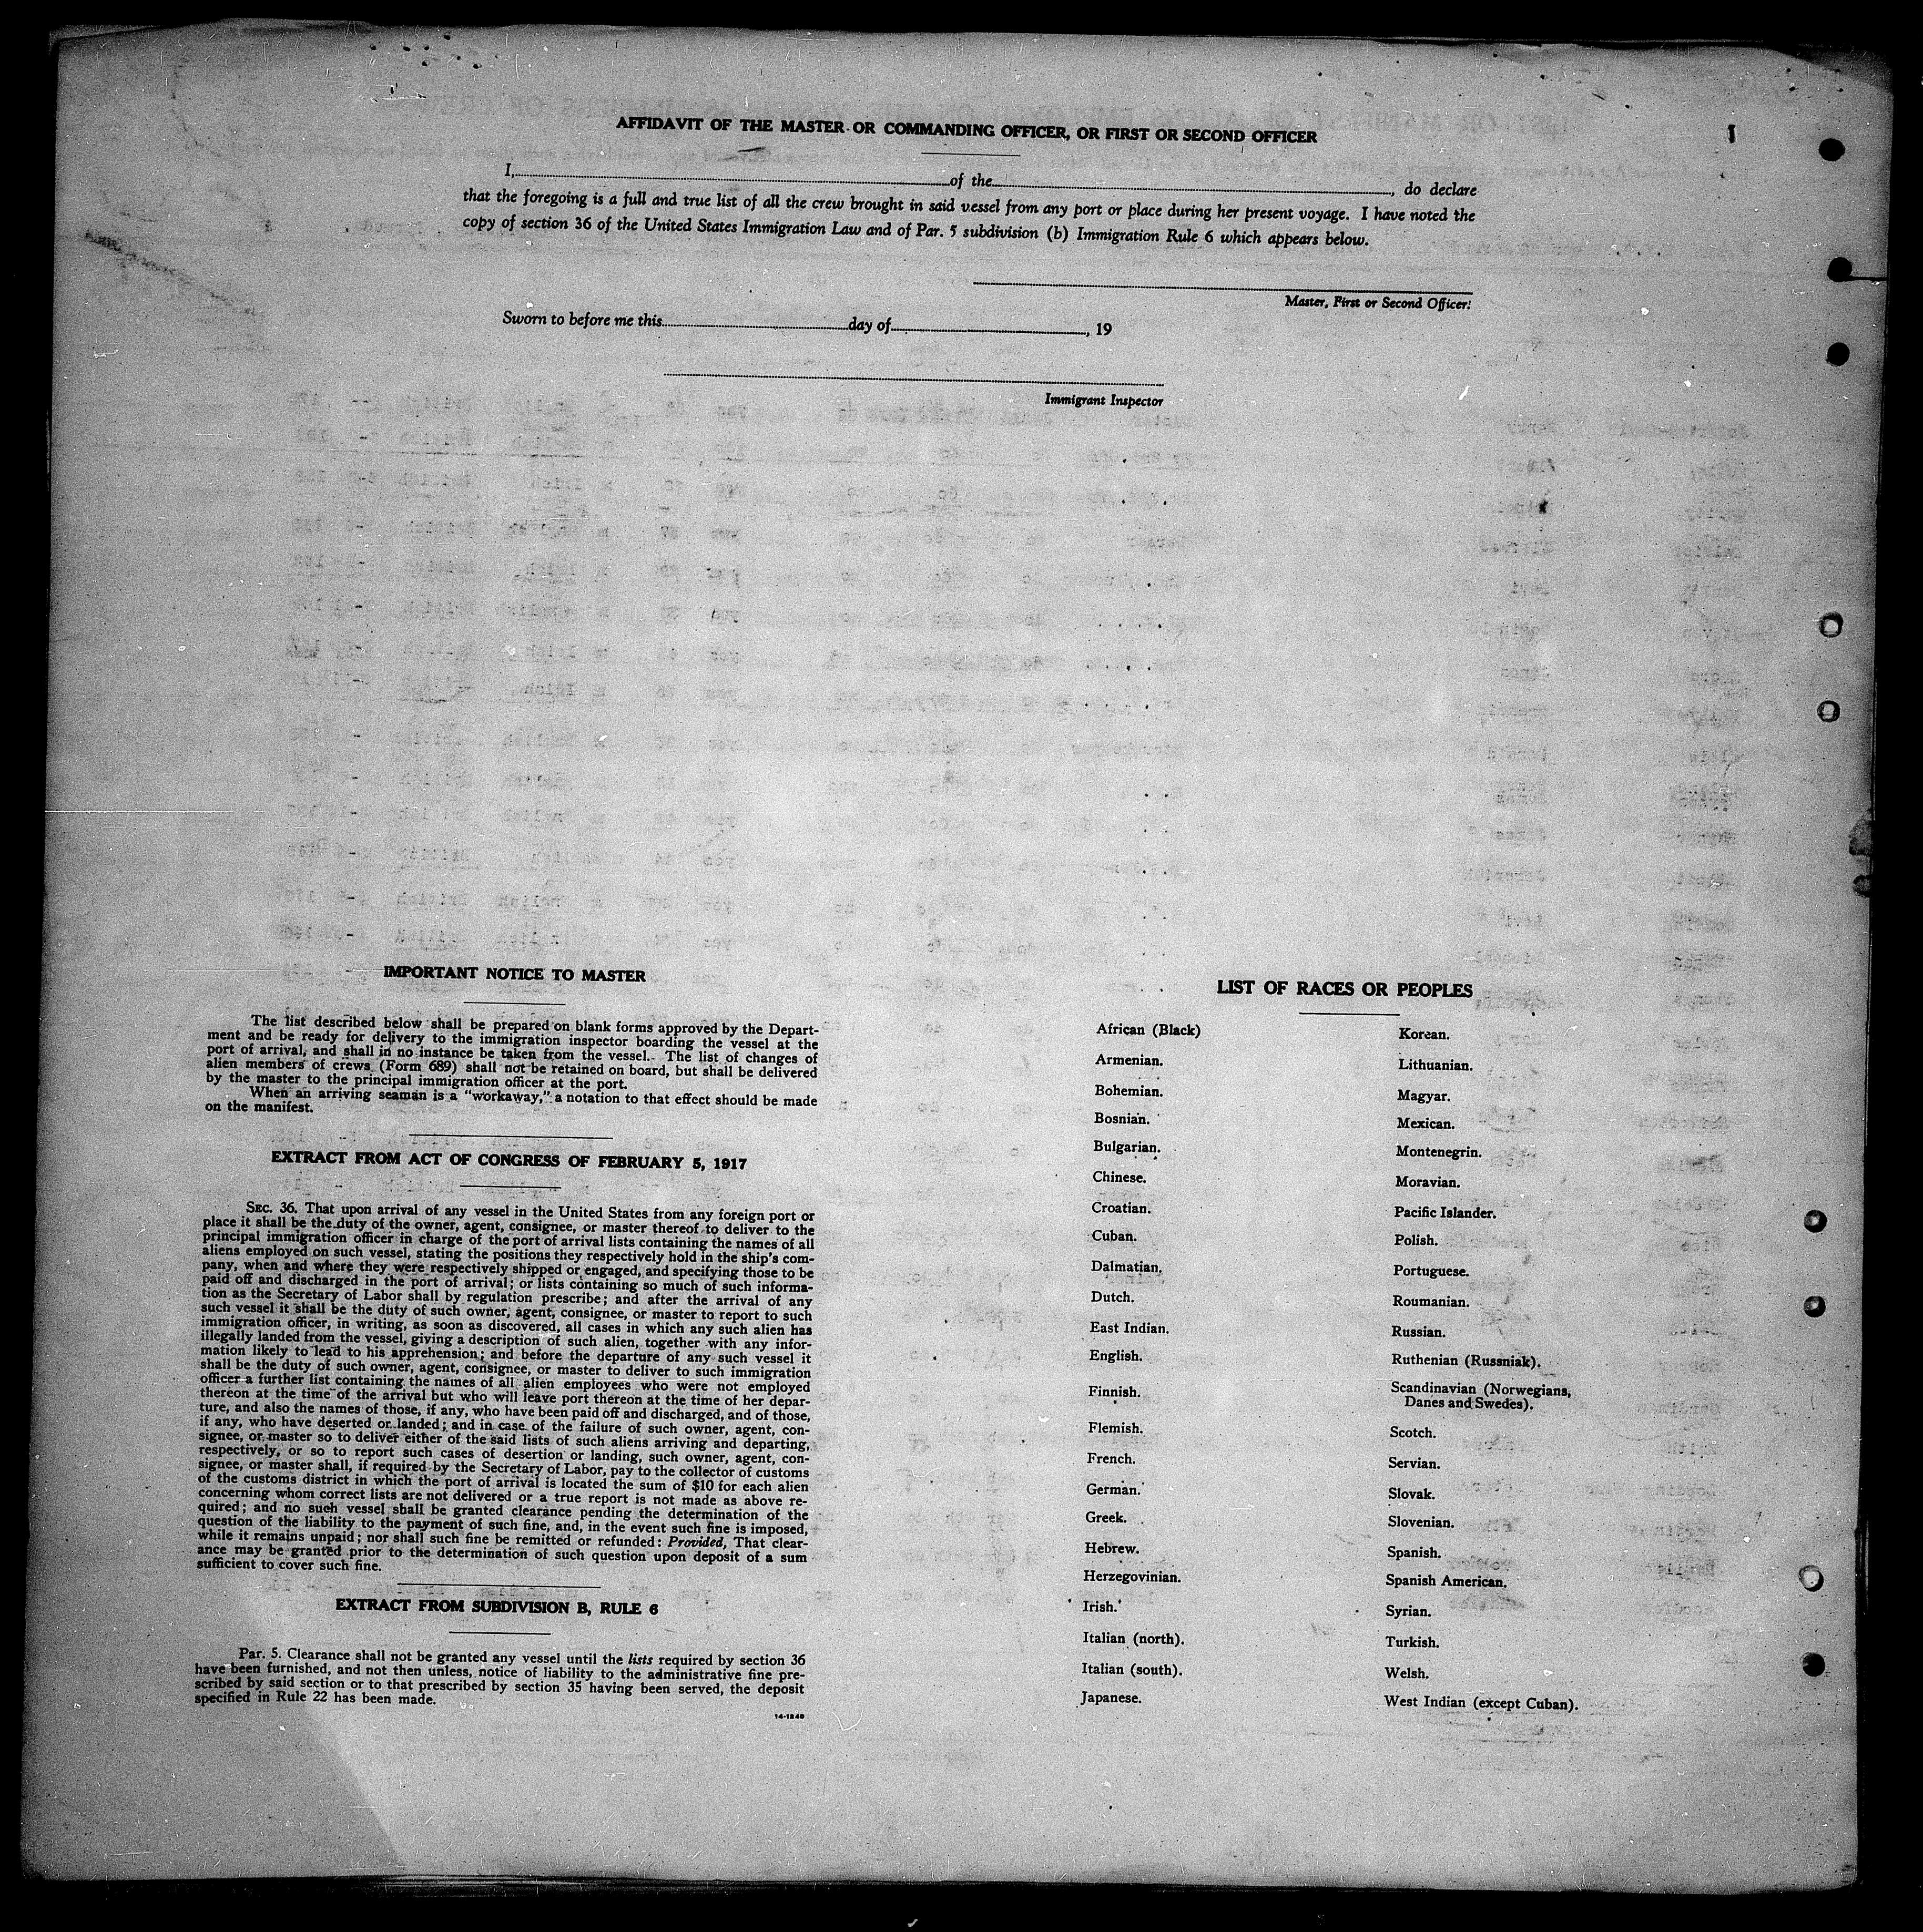 AFFIDAVIT OF THE MASTER OR COMMANDING OFFICER, OR FIRST OR SECOND OFFICER
I, of the , do declare
that the foregoing is a full and true list of all the crew brought in said vessel from any port or place during her present voyage. I have noted the
copy of section 36 of the United States Immigration Law and of Par. 5 subdivision (b) Immigration Rule 6 which appears below.
Master, First or Second Officer.
Sworn to before me this day of , 19
Immigrant Inspector
IMPORTANT NOTICE TO MASTER
The list described below shall be prepared on blank forms approved by the Depart-
ment and be ready for delivery to the immigration inspector boarding the vessel at the
port of arrival, and shall in no instance be taken from the vessel. The list of changes of
alien members of crews (Form 689) shall not be retained on board, but shall be delivered
by the master to the principal immigration officer at the port.
When an arriving seaman is a "workaway," a notation to that effect should be made
on the manifest.
EXTRACT FROM ACT OF CONGRESS OF FEBRUARY 5, 1917
SEC. 36. That upon arrival of any vessel in the United States from any foreign port or
place it shall be the duty of the owner, agent, consignee, or master thereof to deliver to the
principal immigration officer in charge of the port of arrival lists containing the names of all
aliens employed on such vessel, stating the positions they respectively hold in the ship's com-
pany, when and where they were respectively shipped or engaged, and specifying those to be
paid off and discharged in the port of arrival; or lists containing so much of such informa-
tion as the Secretary of Labor shall by regulation prescribe; and after the arrival of any
such vessel it shall be the duty of such owner, agent, consignee, or master to report to such
immigration officer, in writing, as soon as discovered, all cases in which any such alien has
illegally landed from the vessel, giving a description of such alien, together with any infor-
mation likely to lead to his apprehension; and before the departure of any such vessel it
shall be the duty of such owner, agent, consignee, or master to deliver to such immigration
officer a further list containing the names of all alien employees who were not employed
thereon at the time of the arrival but who will leave port thereon at the time of her depar-
ture, and also the names of those, if any, who have been paid off and discharged, and of those,
if any, who have deserted or landed; and in case of the failure of such owner, agent, con-
signee, or master so to deliver either of the said lists of such aliens arriving and departing,
respectively, or so to report such cases of desertion or landing, such owner, agent, con-
signee, or master shall, if required by the Secretary of Labor, pay to the collector of customs
of the customs district in which the port of arrival is located the sum of $10 for each alien
concerning whom correct lists are not delivered or a true report is not made as above re-
quired; and no such vessel shall be granted clearance pending the determination of the
question of the liability to the payment of such fine, and, in the event such fine is imposed,
while it remains unpaid; nor shall such fine be remitted or refunded: Provided, That clear-
ance may be granted prior to the determination of such question upon deposit of a sum
sufficient to cover such fine.
EXTRACT FROM SUBDIVISION B, RULE 6
Par. 5. Clearance shall not be granted any vessel until the lists required by section 36
have been furnished, and not then unless, notice of liability to the administrative fine pre-
scribed by said section or to that prescribed by section 35 having been served, the deposit
specified in Rule 22 has been made.
14-1240
LIST OF RACES OR PEOPLES
African (Black)
Armenian.
Bohemian.
Bosnian.
Bulgarian.
Chinese.
Croatian.
Cuban.
Dalmatian.
Dutch.
East Indian.
English.
Finnish.
Flemish.
French.
German.
Greek.
Hebrew.
Herzegovinian.
Irish.
Italian (north).
Italian (south).
Japanese.
Korean.
Lithuanian.
Magyar.
Mexican.
Montenegrin.
Moravian.
Pacific Islander.
Polish.
Portuguese.
Roumanian.
Russian.
Ruthenian (Russniak).
Scandinavian (Norwegians,
Danes and Swedes).
Scotch.
Servian.
Slovak.
Slovenian.
Spanish.
Spanish American.
Syrian.
Turkish.
Welsh.
West Indian (except Cuban).